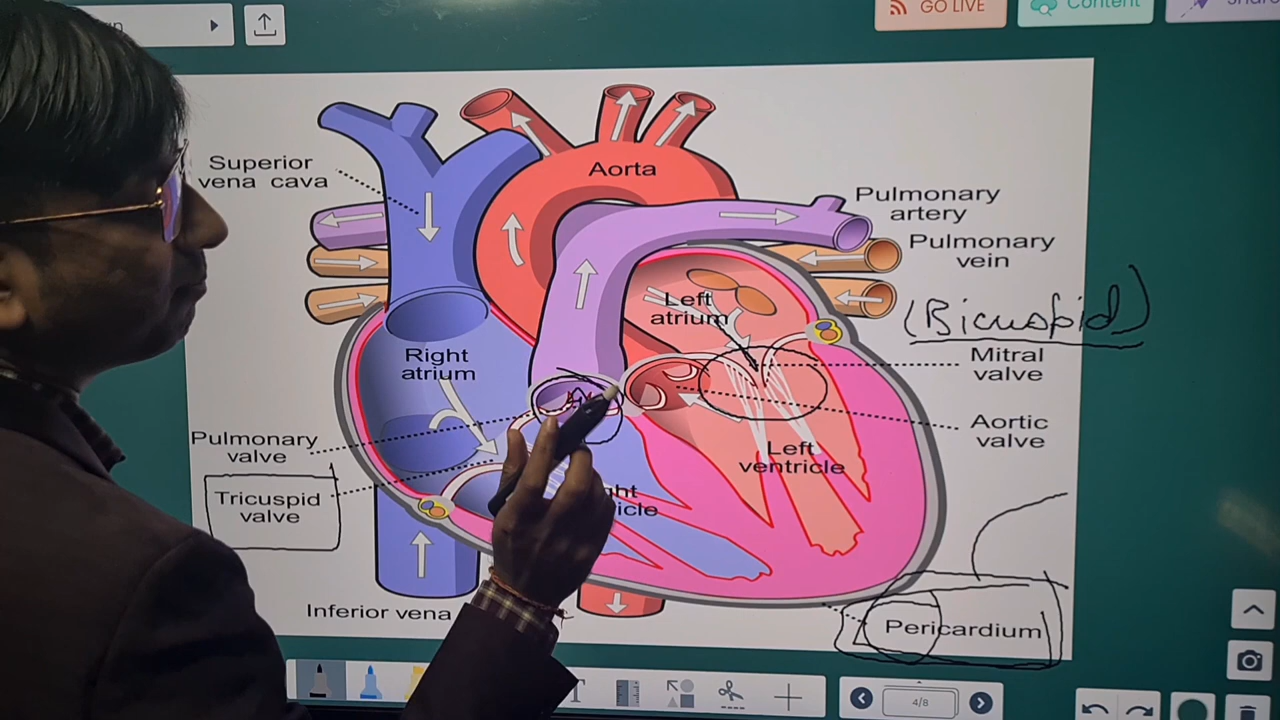 GO LIVE
Content
Superior
vena cava
Aorta
Pulmonary
artery
Pulmonary
vein
Left
atrium
(Bicuspid)
Right
atrium
Mitral
valve
Pulmonary
valve
Aortic
valve
Left
ventricle
Tricuspid
valve
Inferior vena
Pericardium
4/8